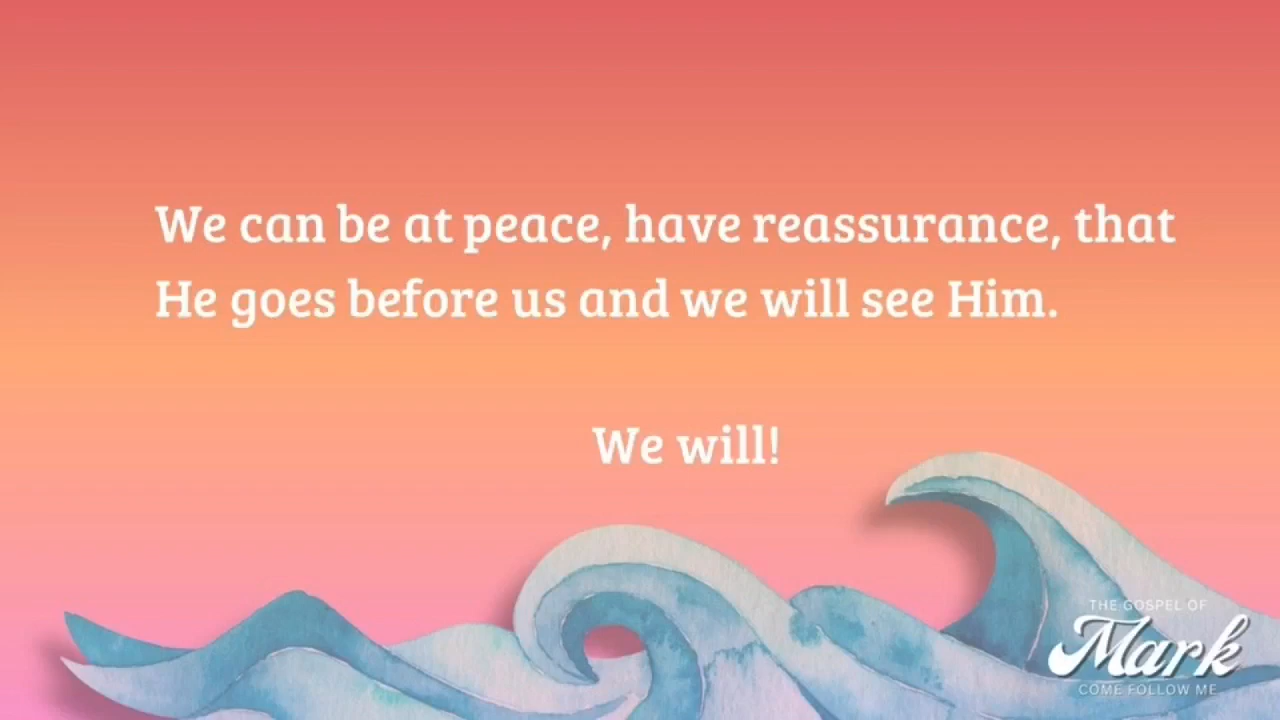 We can be at peace, have reassurance, that
He goes before us and we will see Him.
We will!
THE GOSPEL OF
Mark
COME FOLLOW ME